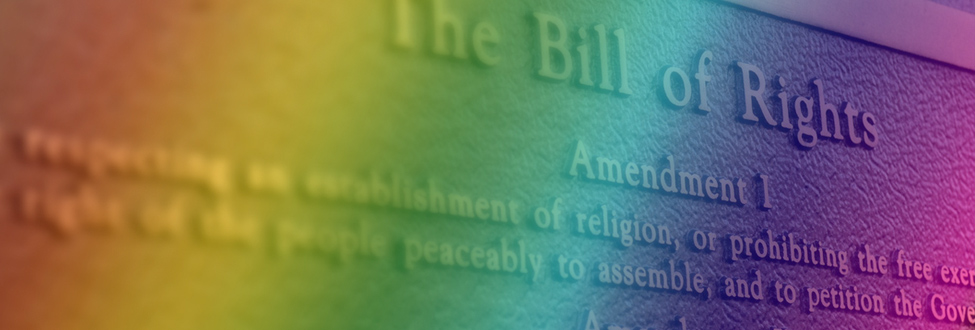 The Bill of Rights
Amendment I
respecting an establishment of religion, or prohibiting the free exer
right of the people peaceably to assemble, and to petition the Gove